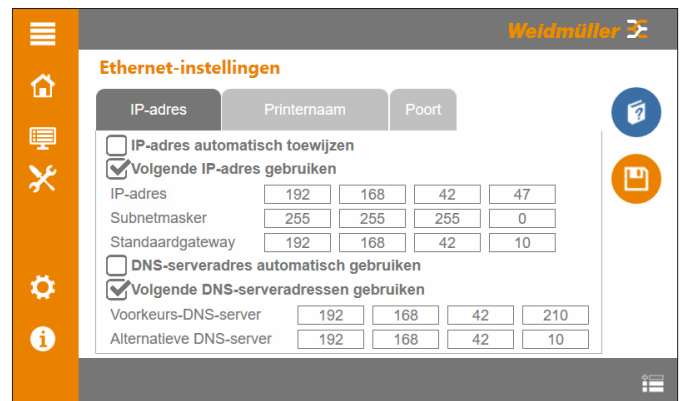 Weidmüller
Ethernet-instellingen
IP-adres Printernaam Poort
IP-adres automatisch toewijzen
Volgende IP-adres gebruiken
IP-adres 192 168 42 47
Subnetmasker 255 255 255 0
Standaardgateway 192 168 42 10
DNS-serveradres automatisch gebruiken
Volgende DNS-serveradressen gebruiken
Voorkeurs-DNS-server 192 168 42 210
Alternatieve DNS-server 192 168 42 10